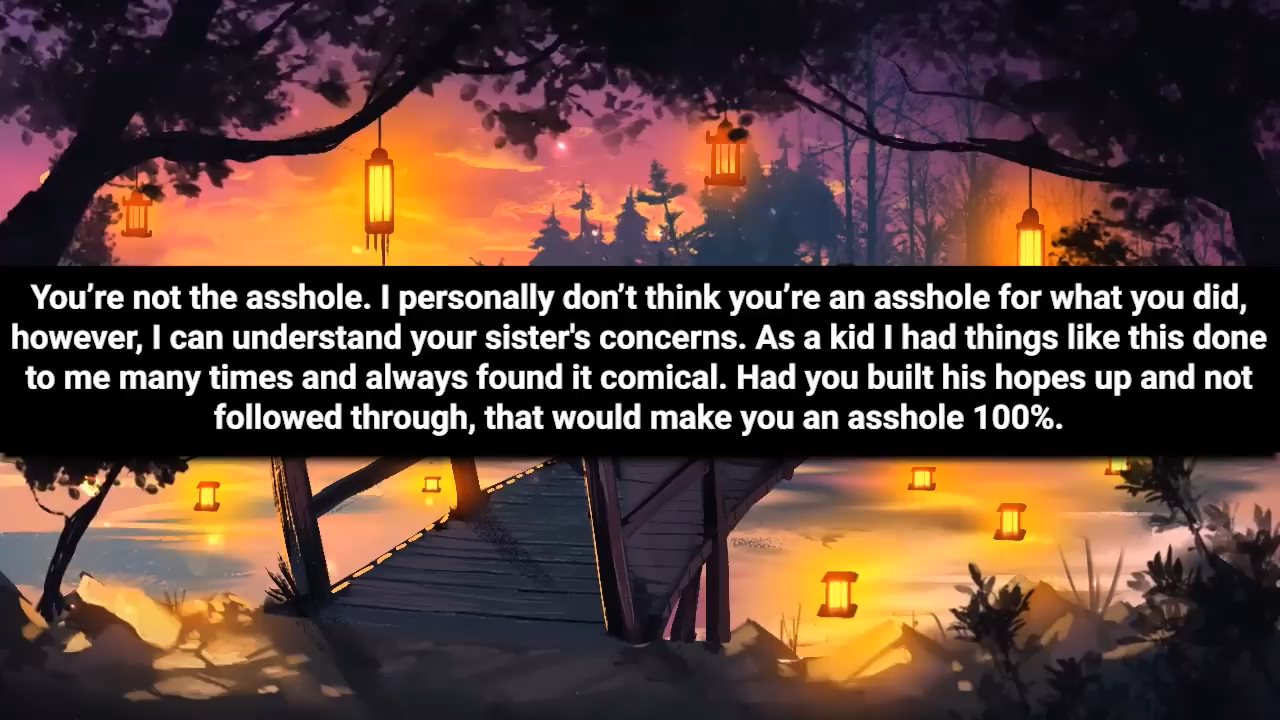 You’re not the asshole. I personally don’t think you’re an asshole for what you did,
however, I can understand your sister's concerns. As a kid I had things like this done
to me many times and always found it comical. Had you built his hopes up and not
followed through, that would make you an asshole 100%.